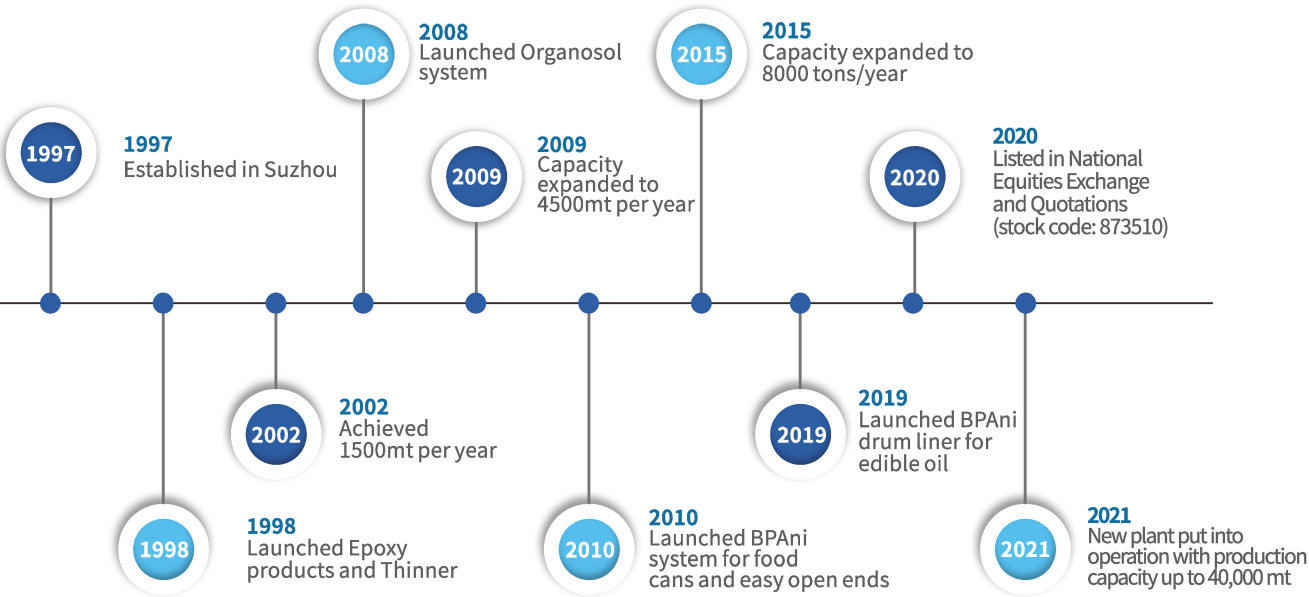 1997
1997
Established in Suzhou
1998
1998
Launched Epoxy
products and Thinner
2002
2002
Achieved
1500mt per year
2008
2008
Launched Organosol
system
2009
2009
Capacity
expanded to
4500mt per year
2010
2010
Launched BPAni
system for food
cans and easy open ends
2015
2015
Capacity expanded to
8000 tons/year
2019
2019
Launched BPAni
drum liner for
edible oil
2020
2020
Listed in National
Equities Exchange
and Quotations
(stock code: 873510)
2021
2021
New plant put into
operation with production
capacity up to 40,000 mt